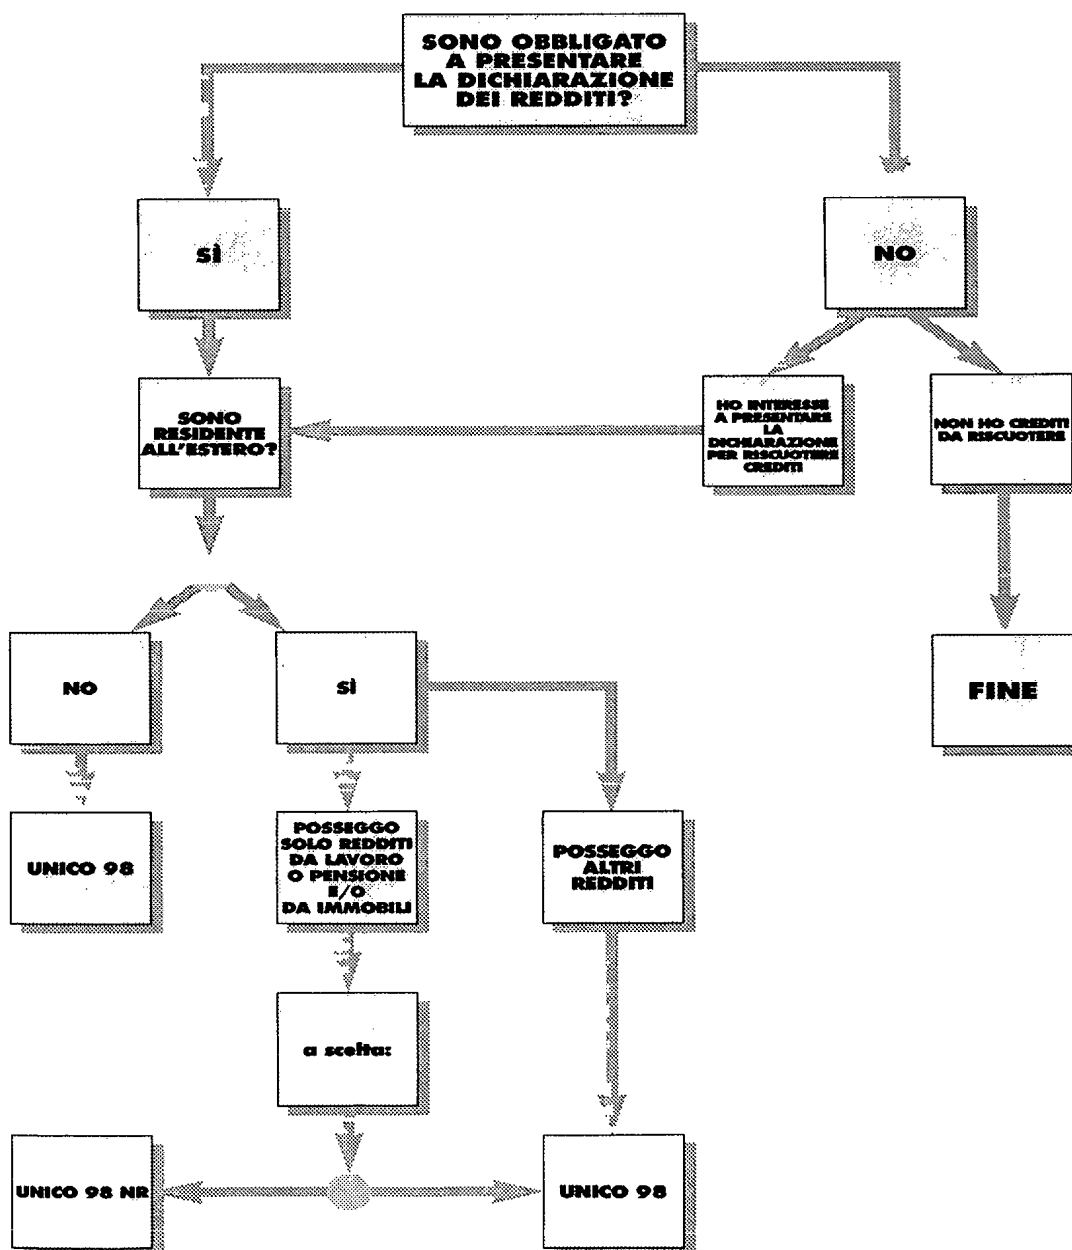 SONO OBBLIGATO
A PRESENTARE
LA DICHIARAZIONE
DEI REDDITI?
SÌ
NO
SONO
RESIDENTE
ALL'ESTERO?
HO INTERESSE
A PRESENTARE
LA
DICHIARAZIONE
PER RISCUOTERE
CREDITI
NON HO CREDITI
DA RISCUOTERE
NO
SÌ
FINE
UNICO 98
POSSEGGO
SOLO REDDITI
DA LAVORO
O PENSIONE
E/O
DA IMMOBILI
POSSEGGO
ALTRI
REDDITI
a scelta:
UNICO 98 NR
UNICO 98